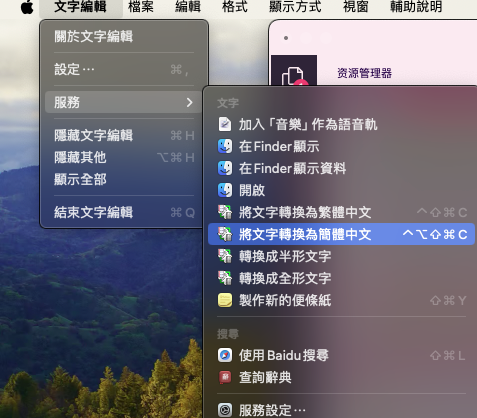 文字編輯 檔案 編輯 格式 顯示方式 視窗 輔助說明
關於文字編輯
設定⋯ ⌘,
服務 >
隱藏文字編輯 ⌘H
隱藏其他 ⌥⌘H
顯示全部
結束文字編輯 ⌘Q
资源管理器
文字
加入「音樂」作為語音軌
在Finder顯示
在Finder顯示資料
開啟
將文字轉換為繁體中文 ^⇧⌘C
將文字轉換為簡體中文 ^⌥⇧⌘C
轉換成半形文字
轉換成全形文字
製作新的便條紙 ⇧⌘Y
搜尋
使用Baidu搜尋 ⇧⌘L
查詢辭典
服務設定⋯